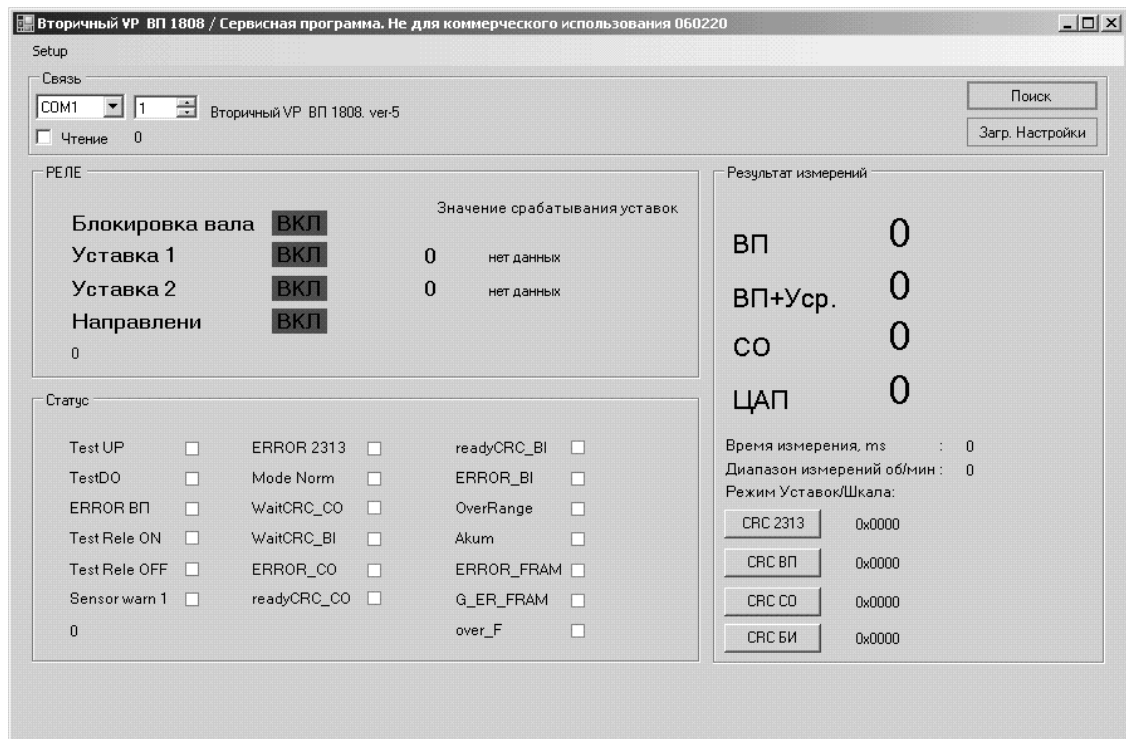 Вторичный VP ВП 1808 / Сервисная программа. Не для коммерческого использования 060220
Setup
Связь
COM1 1 Вторичный VP ВП 1808. ver-5
Поиск
Чтение 0
Загр. Настройки
РЕЛЕ
Значение срабатывания уставок
Блокировка вала ВКЛ
Уставка 1 ВКЛ 0 нет данных
Уставка 2 ВКЛ 0 нет данных
Направлени ВКЛ
0
Результат измерений
ВП 0
ВП+Уср. 0
СО 0
ЦАП 0
Время измерения, ms : 0
Диапазон измерений об/мин : 0
Режим Уставок/Шкала:
CRC 2313 0x0000
CRC ВП 0x0000
CRC CO 0x0000
CRC БИ 0x0000
Статус
Test UP ERROR 2313 readyCRC_BI
TestDO Mode Norm ERROR_BI
ERROR ВП WaitCRC_CO OverRange
Test Rele ON WaitCRC_BI Akum
Test Rele OFF ERROR_CO ERROR_FRAM
Sensor warn 1 readyCRC_CO G_ER_FRAM
0 over_F